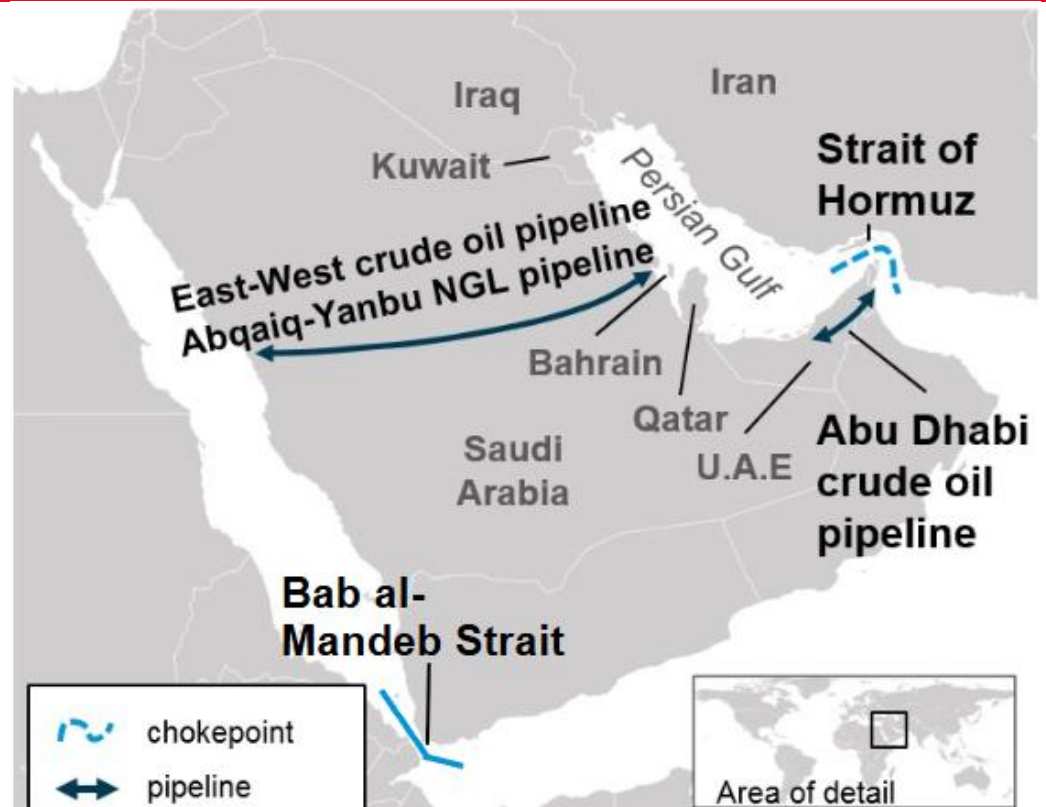 Iraq
Iran
Kuwait
Persian Gulf
Strait of
Hormuz
East-West crude oil pipeline
Abqaiq-Yanbu NGL pipeline
Bahrain
Qatar
U.A.E
Saudi
Arabia
Abu Dhabi
crude oil
pipeline
Bab al-
Mandeb Strait
chokepoint
pipeline
Area of detail